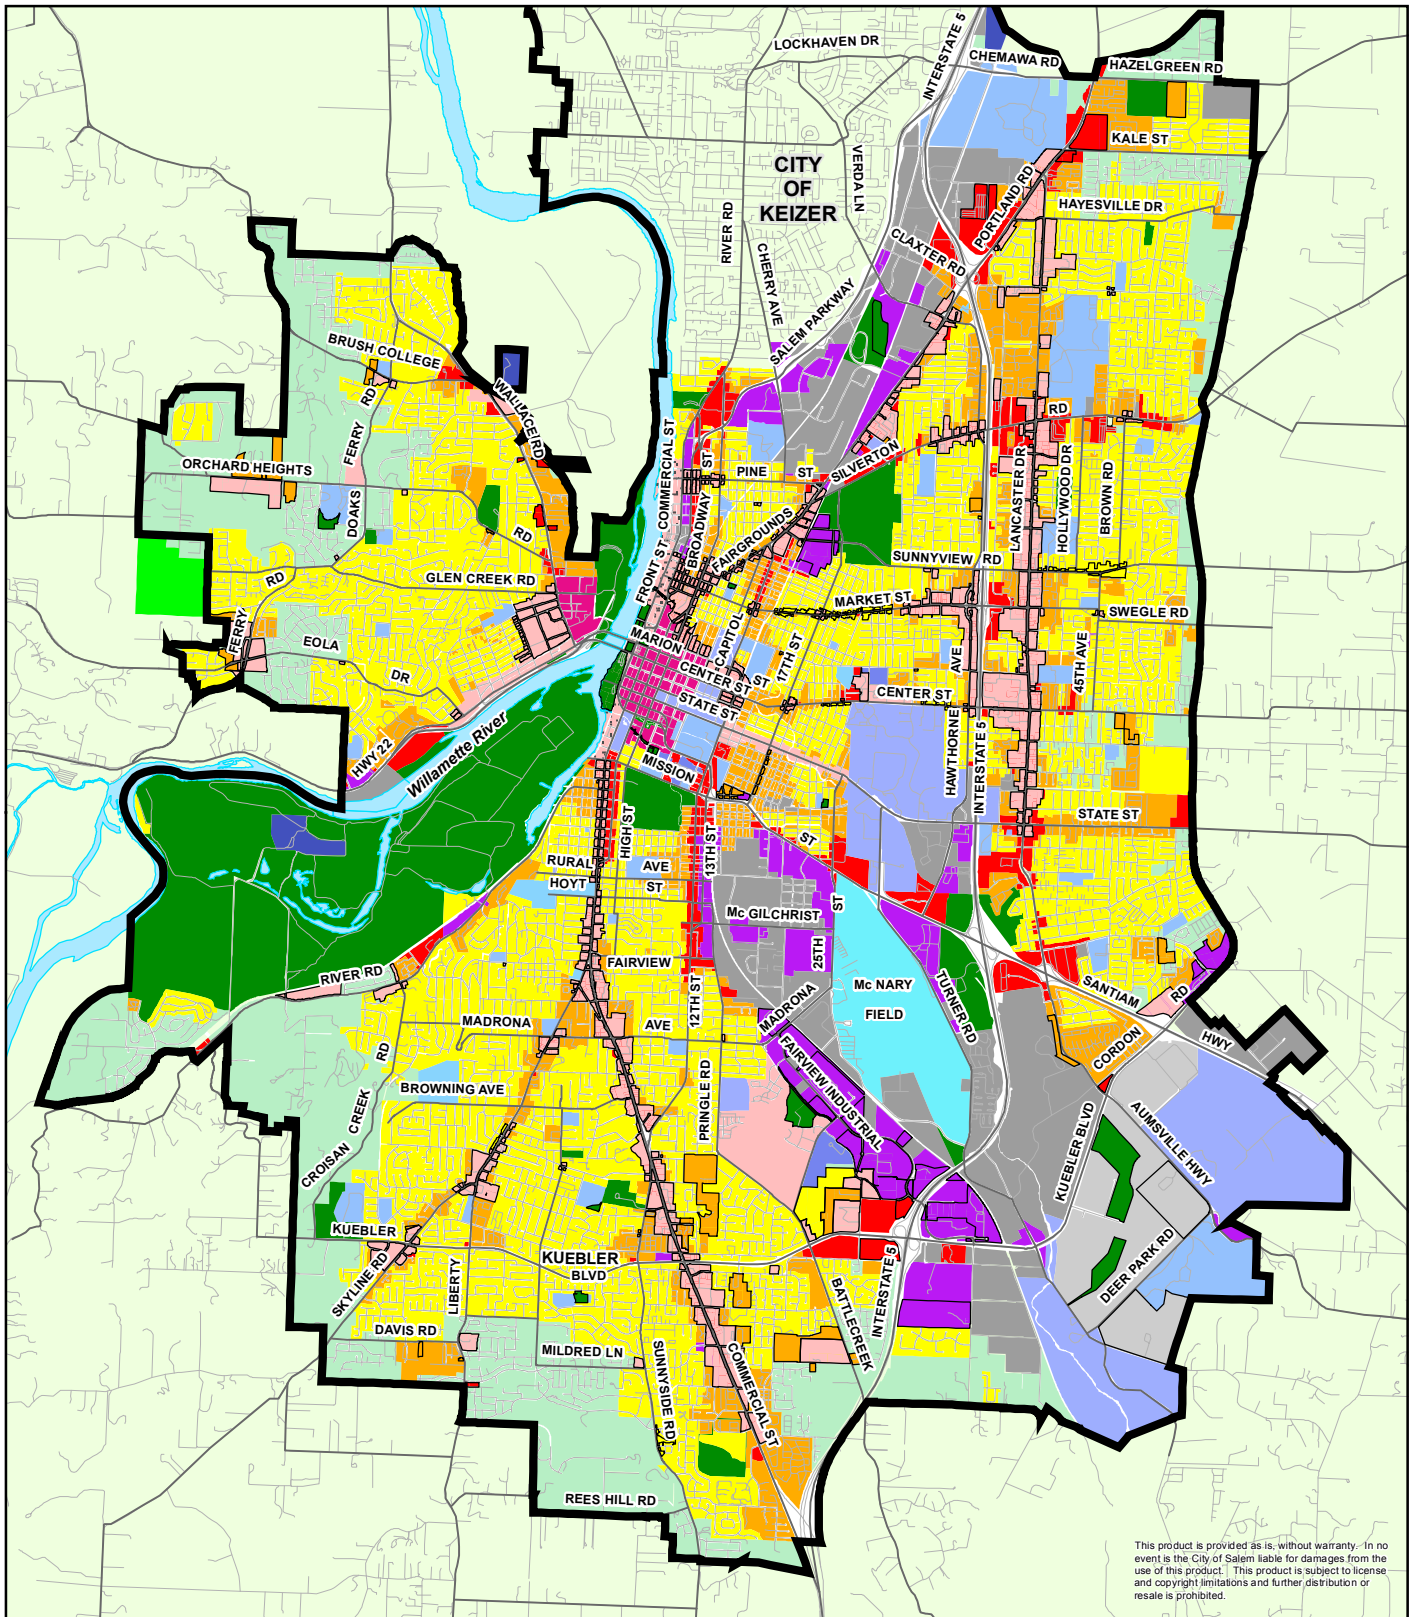 LOCKHAVEN DR
INTERSTATE 5
CHEMAWA RD
HAZELGREEN RD
KALE ST
CITY
OF
KEIZER
VERDA LN
PORTLAND RD
HAYESVILLE DR
RIVER RD
CHERRY AVE
CLAXTER RD
SALEM PARKWAY
BRUSH COLLEGE
RD
WALLACE RD
FERRY
ORCHARD HEIGHTS
RD
DOAKS
COMMERCIAL ST
ST
BROADWAY
PINE ST
SILVERTON
RD
LANCASTER DR
HOLLYWOOD DR
BROWN RD
FAIRGROUNDS
FRONT ST
SUNNYVIEW RD
GLEN CREEK RD
RD
FERRY
MARKET ST
SWEGLE RD
EOLA
DR
MARION
CAPITOL
ST
CENTER ST
17TH ST
STATE ST
CENTER ST
AVE
HAWTHORNE
INTERSTATE 5
45TH AVE
HWY 22
Willamette River
MISSION
ST
STATE ST
HIGH ST
13TH ST
RURAL AVE
HOYT ST
Mc GILCHRIST
ST
25TH
FAIRVIEW
RIVER RD
12TH ST
Mc NARY
FIELD
TURNER RD
SANTIAM
HWY
RD
CORDON
MADRONA AVE
MADRONA
RD
FAIRVIEW INDUSTRIAL
BROWNING AVE
CROISAN CREEK
PRINGLE RD
KUEBLER BLVD
AUMSVILLE HWY
DEER PARK RD
KUEBLER
KUEBLER
BLVD
SKYLINE RD
LIBERTY
INTERSTATE 5
BATTLECREEK
DAVIS RD
MILDRED LN
SUNNYSIDE RD
COMMERCIAL ST
REES HILL RD
This product is provided as is, without warranty. In no
event is the City of Salem liable for damages from the
use of this product. This product is subject to license
and copyright limitations and further distribution or
resale is prohibited.